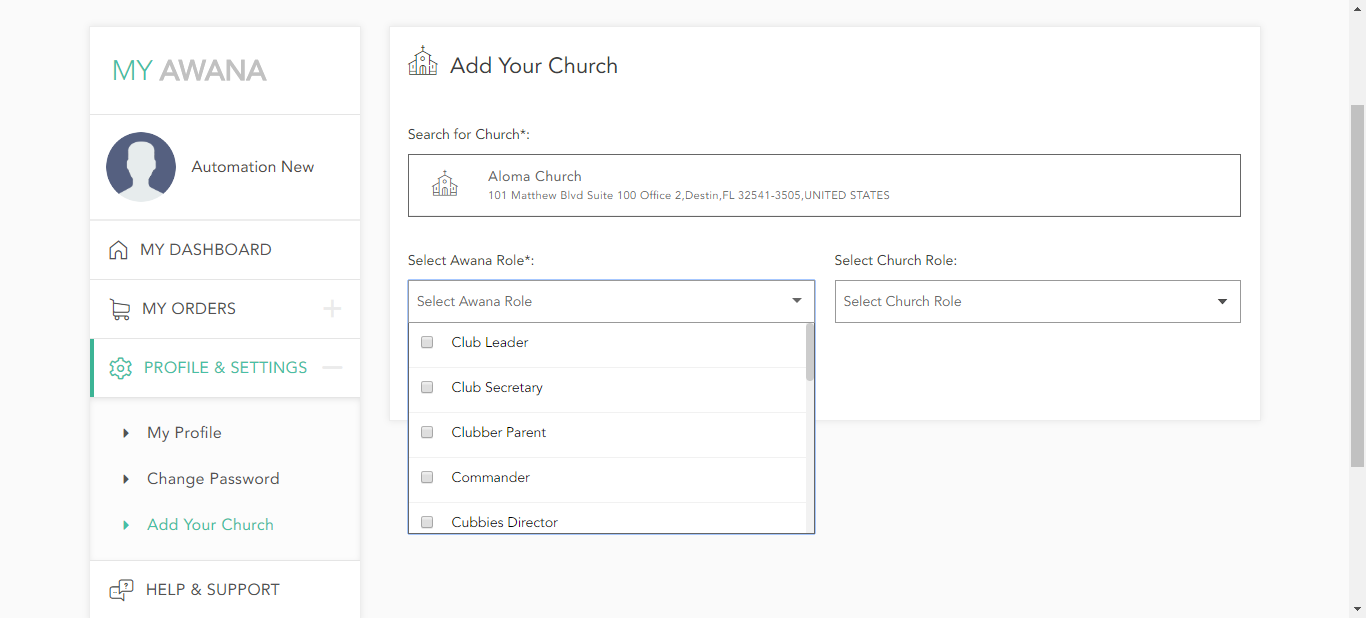 MY AWANA
Automation New
MY DASHBOARD
MY ORDERS
PROFILE & SETTINGS
My Profile
Change Password
Add Your Church
HELP & SUPPORT
?
Add Your Church
Search for Church*:
Aloma Church
101 Matthew Blvd Suite 100 Office 2,Destin,FL 32541-3505,UNITED STATES
Select Awana Role*:
Select Awana Role
Club Leader
Club Secretary
Clubber Parent
Commander
Cubbies Director
Select Church Role:
Select Church Role